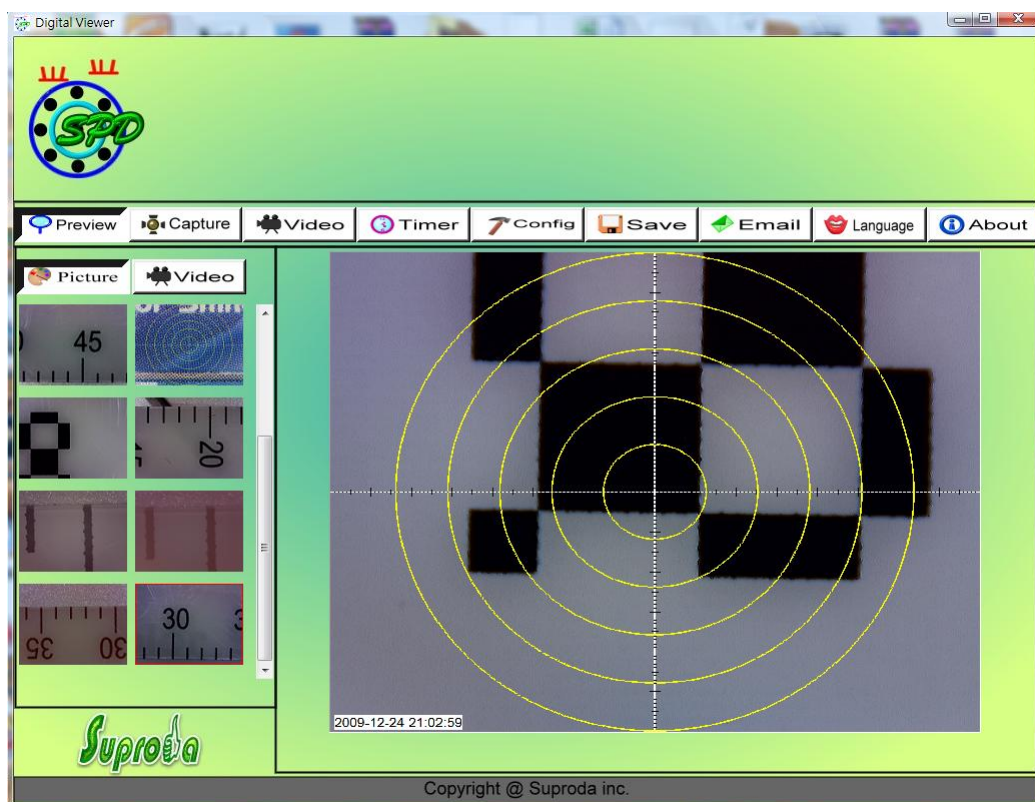 Digital Viewer
SPD
Preview Capture Video Timer Config Save Email Language About
Picture Video
45
20
35 30
30
2009-12-24 21:02:59
Suproda
Copyright @ Suproda inc.